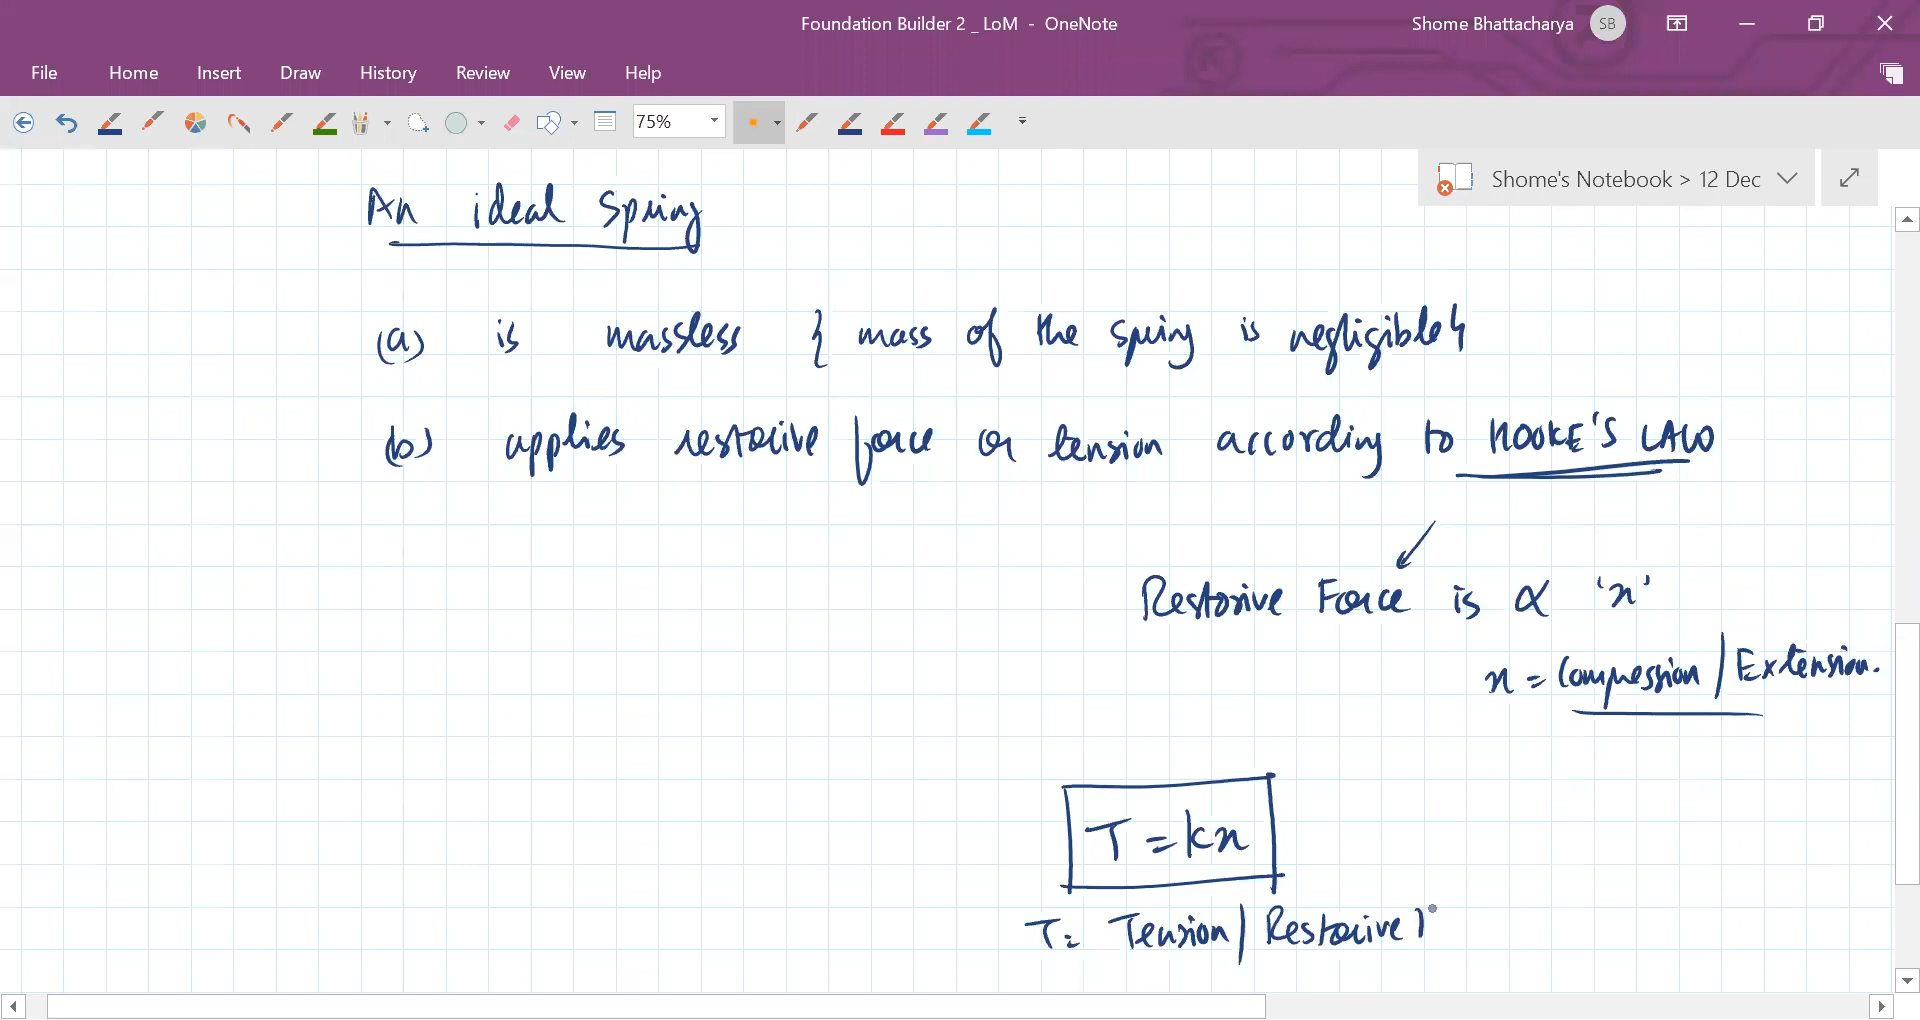 Foundation Builder 2 _ LoM - OneNote
Shome Bhattacharya SB
File Home Insert Draw History Review View Help
75%
Shome's Notebook > 12 Dec
An ideal Spring
(a) is massless { mass of the spring is negligible}
(b) applies restorive force or tension according to HOOKE'S LAW
Restorive Force is ∝ 'x'
x = Compression / Extension.
T = kx
T = Tension / Restorive